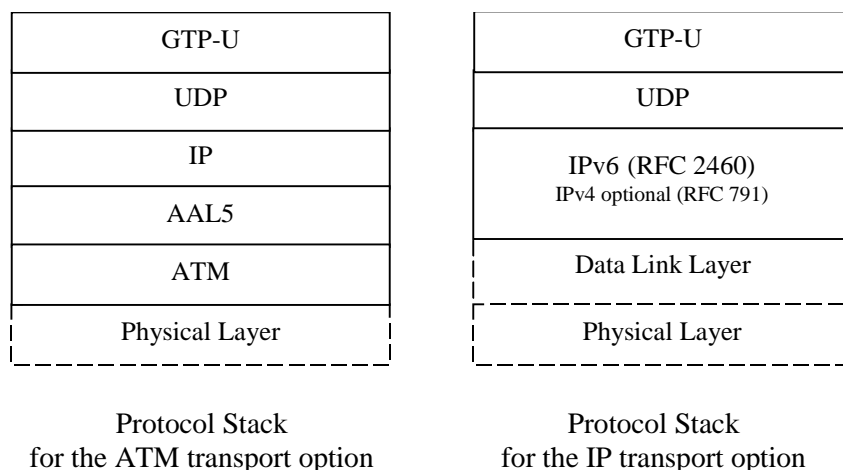 GTP-U
UDP
IP
AAL5
ATM
Physical Layer
Protocol Stack
for the ATM transport option
GTP-U
UDP
IPv6 (RFC 2460)
IPv4 optional (RFC 791)
Data Link Layer
Physical Layer
Protocol Stack
for the IP transport option